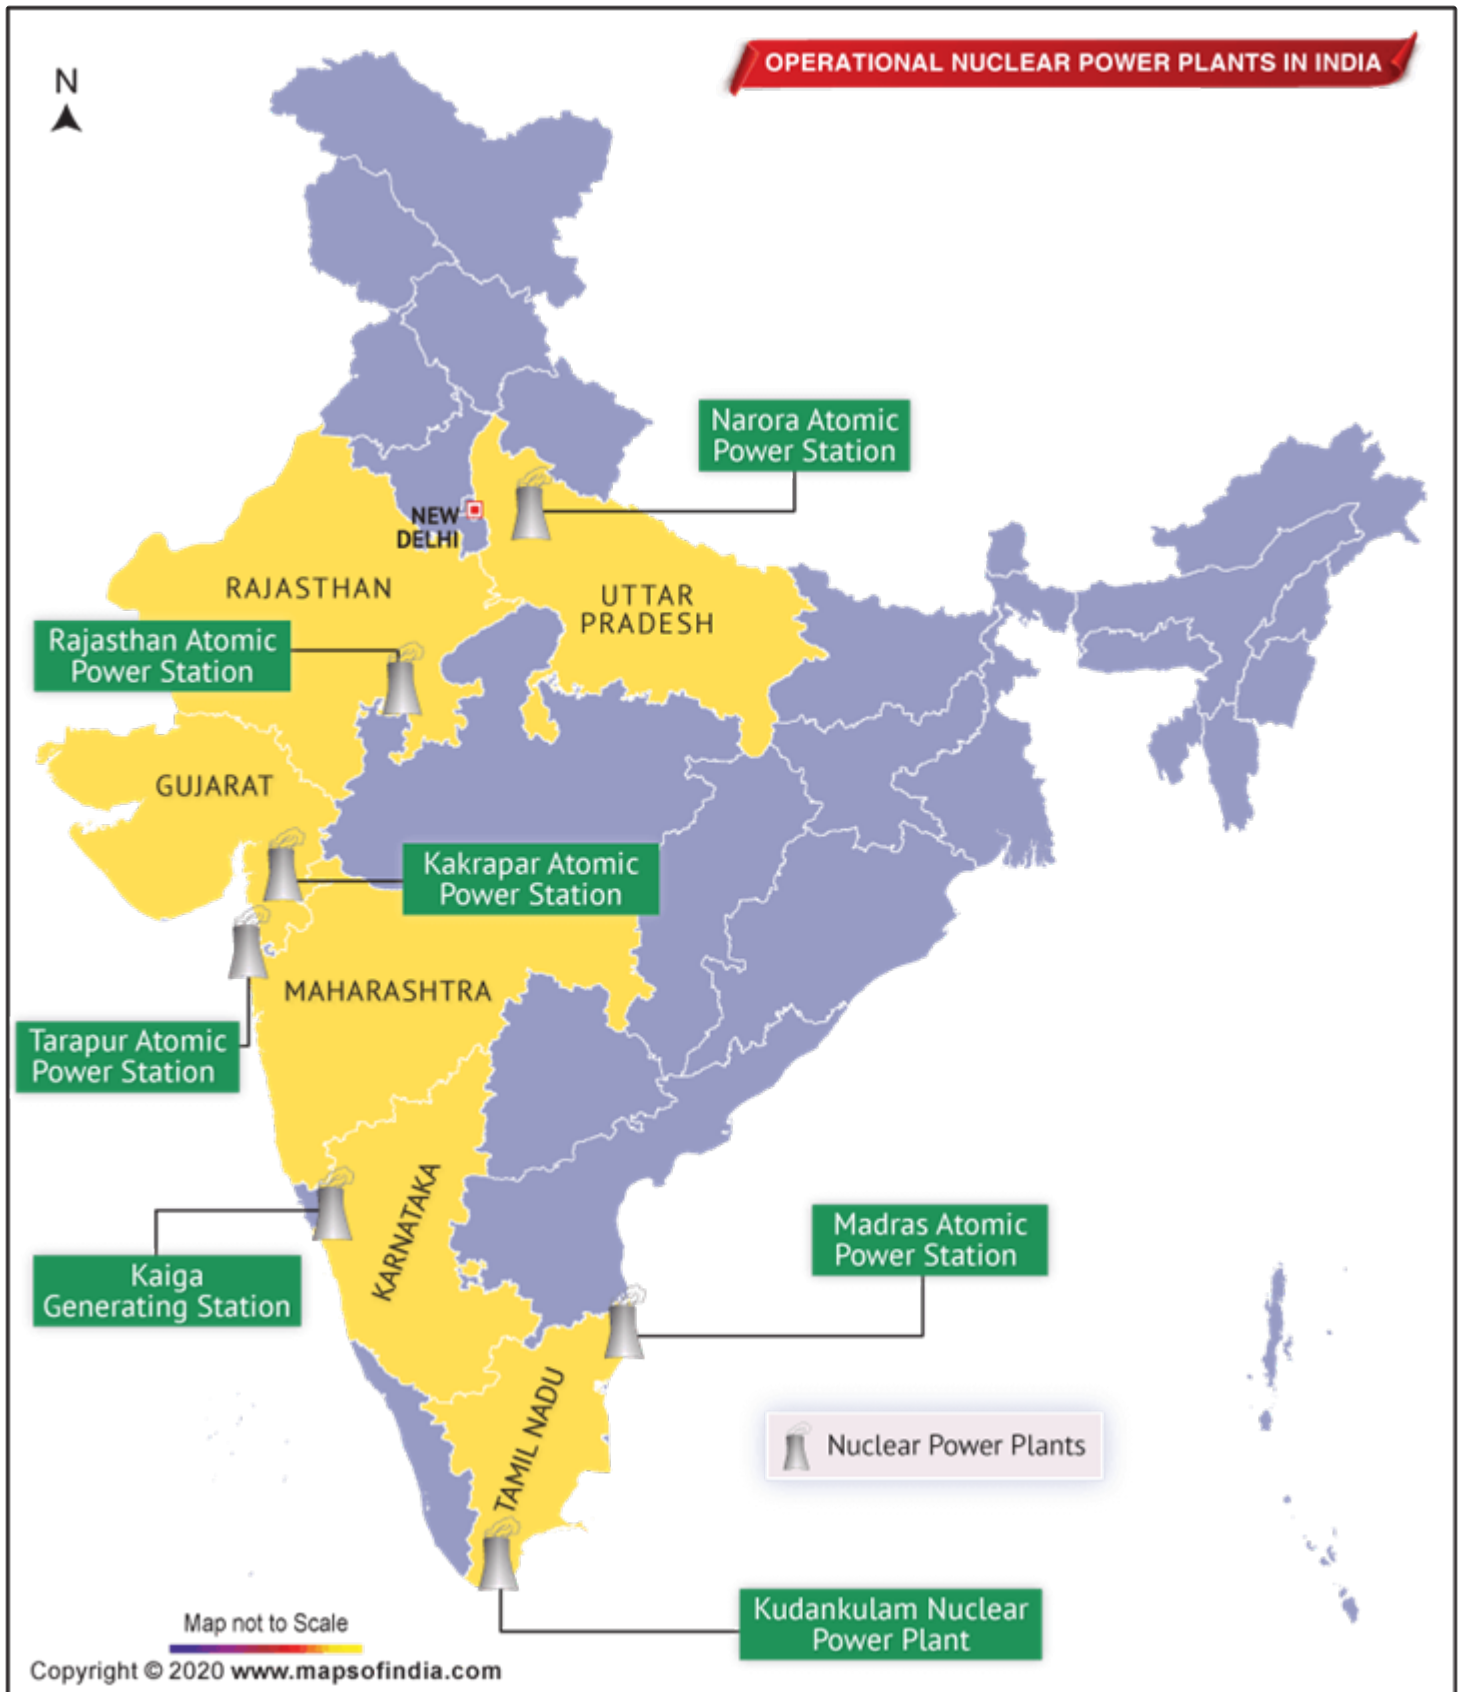 OPERATIONAL NUCLEAR POWER PLANTS IN INDIA
N
Narora Atomic
Power Station
NEW
DELHI
RAJASTHAN
UTTAR
PRADESH
Rajasthan Atomic
Power Station
GUJARAT
Kakrapar Atomic
Power Station
MAHARASHTRA
Tarapur Atomic
Power Station
KARNATAKA
Madras Atomic
Power Station
Kaiga
Generating Station
TAMIL NADU
Nuclear Power Plants
Kudankulam Nuclear
Power Plant
Map not to Scale
Copyright © 2020 www.mapsofindia.com